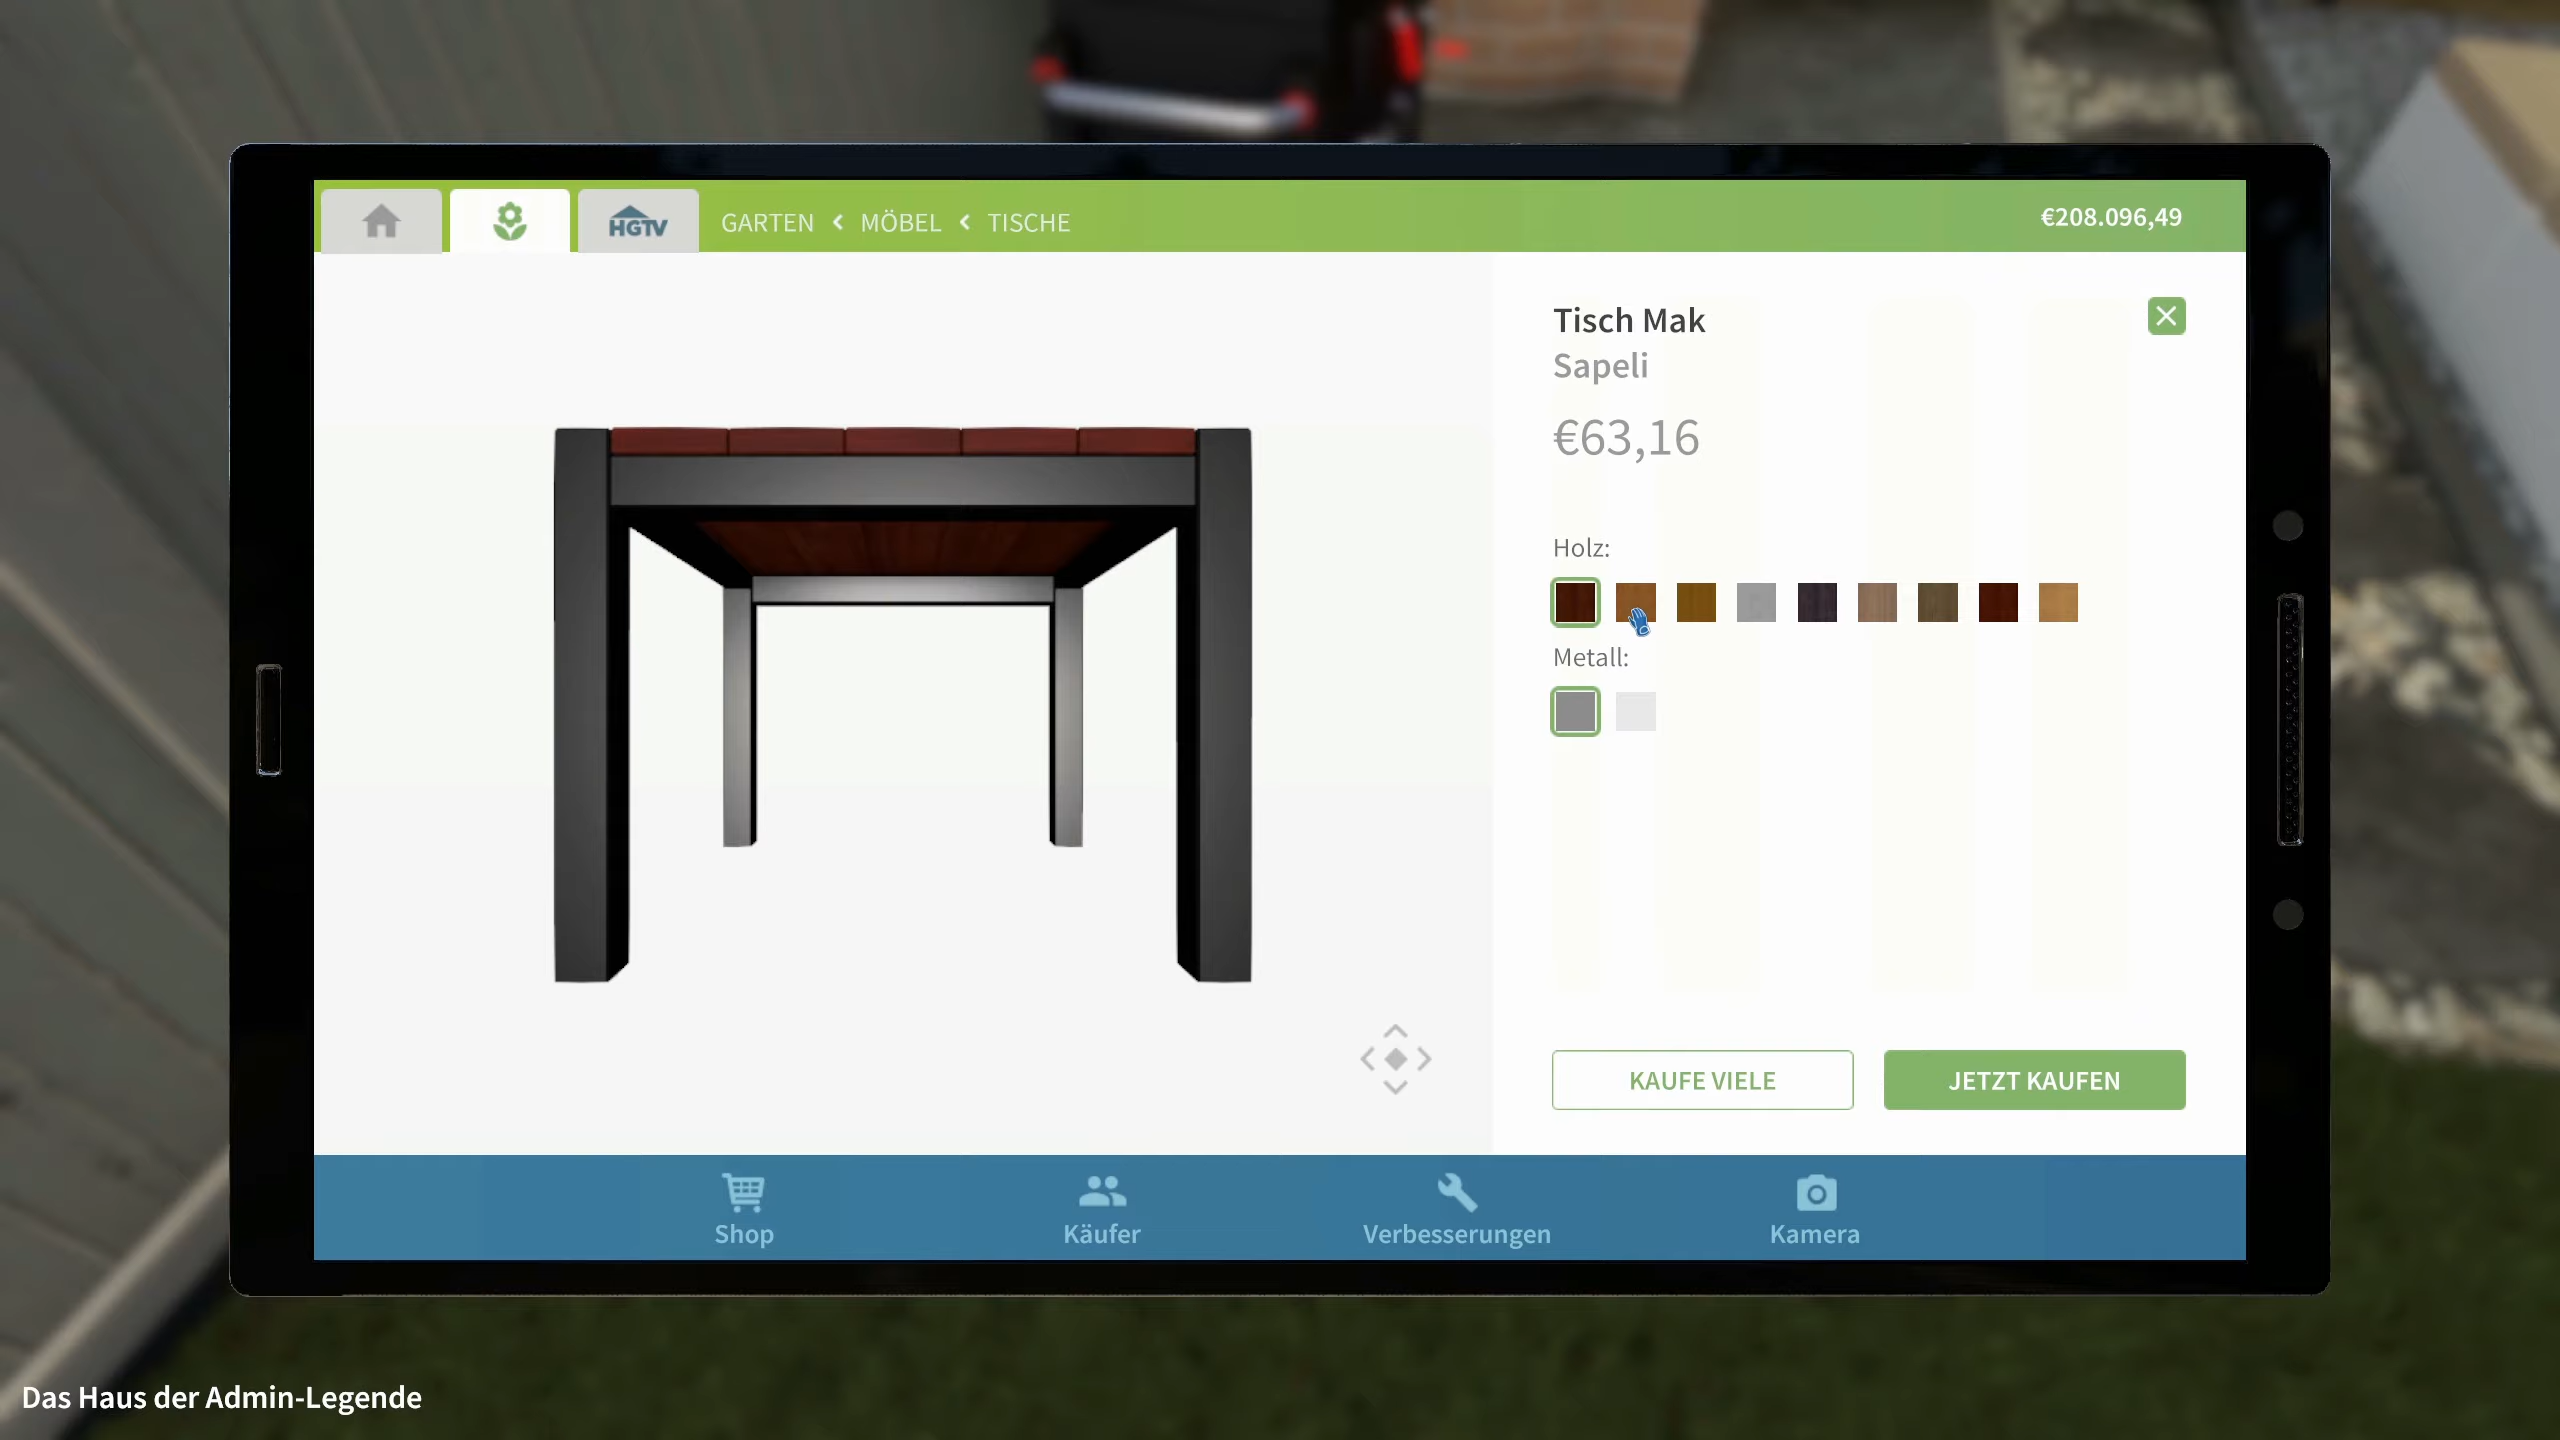 HGTV
GARTEN < MÖBEL < TISCHE
€208.096,49
Tisch Mak
Sapeli
€63,16
Holz:
Metall:
KAUFE VIELE
JETZT KAUFEN
Shop
Käufer
Verbesserungen
Kamera
Das Haus der Admin-Legende